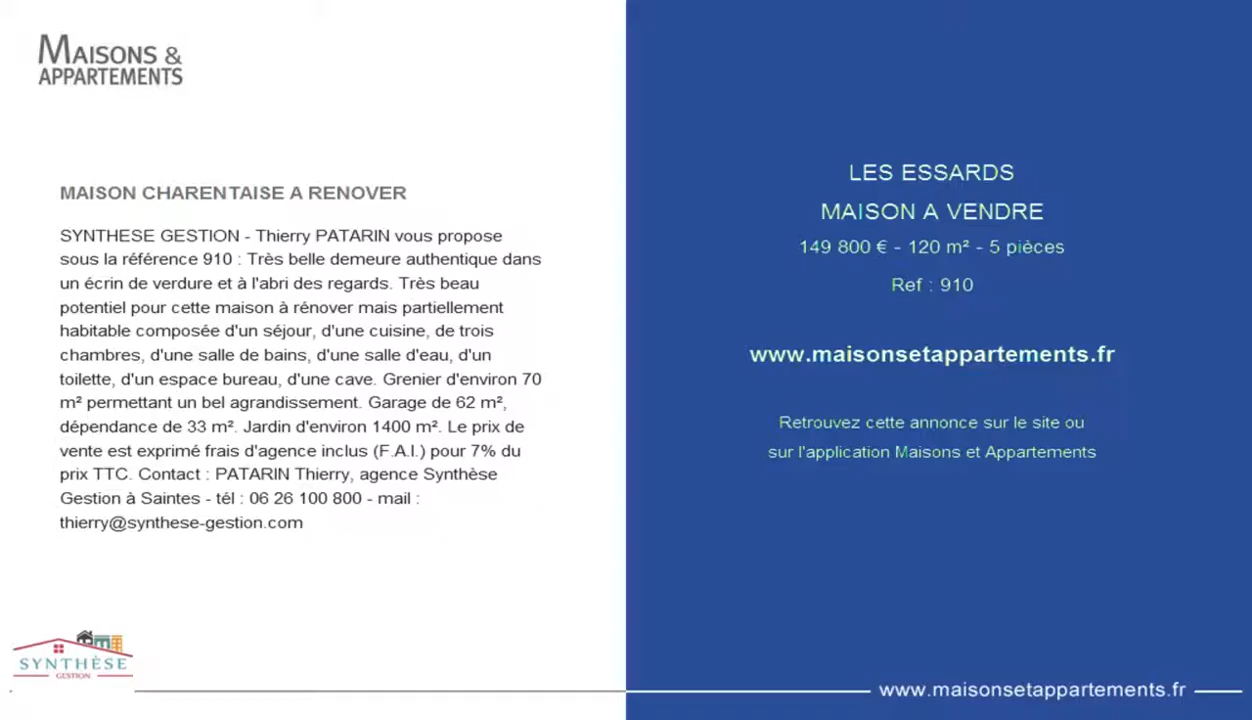 MAISONS &
APPARTEMENTS
MAISON CHARENTAISE A RENOVER
SYNTHESE GESTION - Thierry PATARIN vous propose
sous la référence 910 : Très belle demeure authentique dans
un écrin de verdure et à l'abri des regards. Très beau
potentiel pour cette maison à rénover mais partiellement
habitable composée d'un séjour, d'une cuisine, de trois
chambres, d'une salle de bains, d'une salle d'eau, d'un
toilette, d'un espace bureau, d'une cave. Grenier d'environ 70
m² permettant un bel agrandissement. Garage de 62 m²,
dépendance de 33 m². Jardin d'environ 1400 m². Le prix de
vente est exprimé frais d'agence inclus (F.A.I.) pour 7% du
prix TTC. Contact : PATARIN Thierry, agence Synthèse
Gestion à Saintes - tél : 06 26 100 800 - mail :
thierry@synthese-gestion.com
SYNTHÈSE
GESTION
LES ESSARDS
MAISON A VENDRE
149 800 € - 120 m² - 5 pièces
Ref : 910
www.maisonsetappartements.fr
Retrouvez cette annonce sur le site ou
sur l'application Maisons et Appartements
www.maisonsetappartements.fr